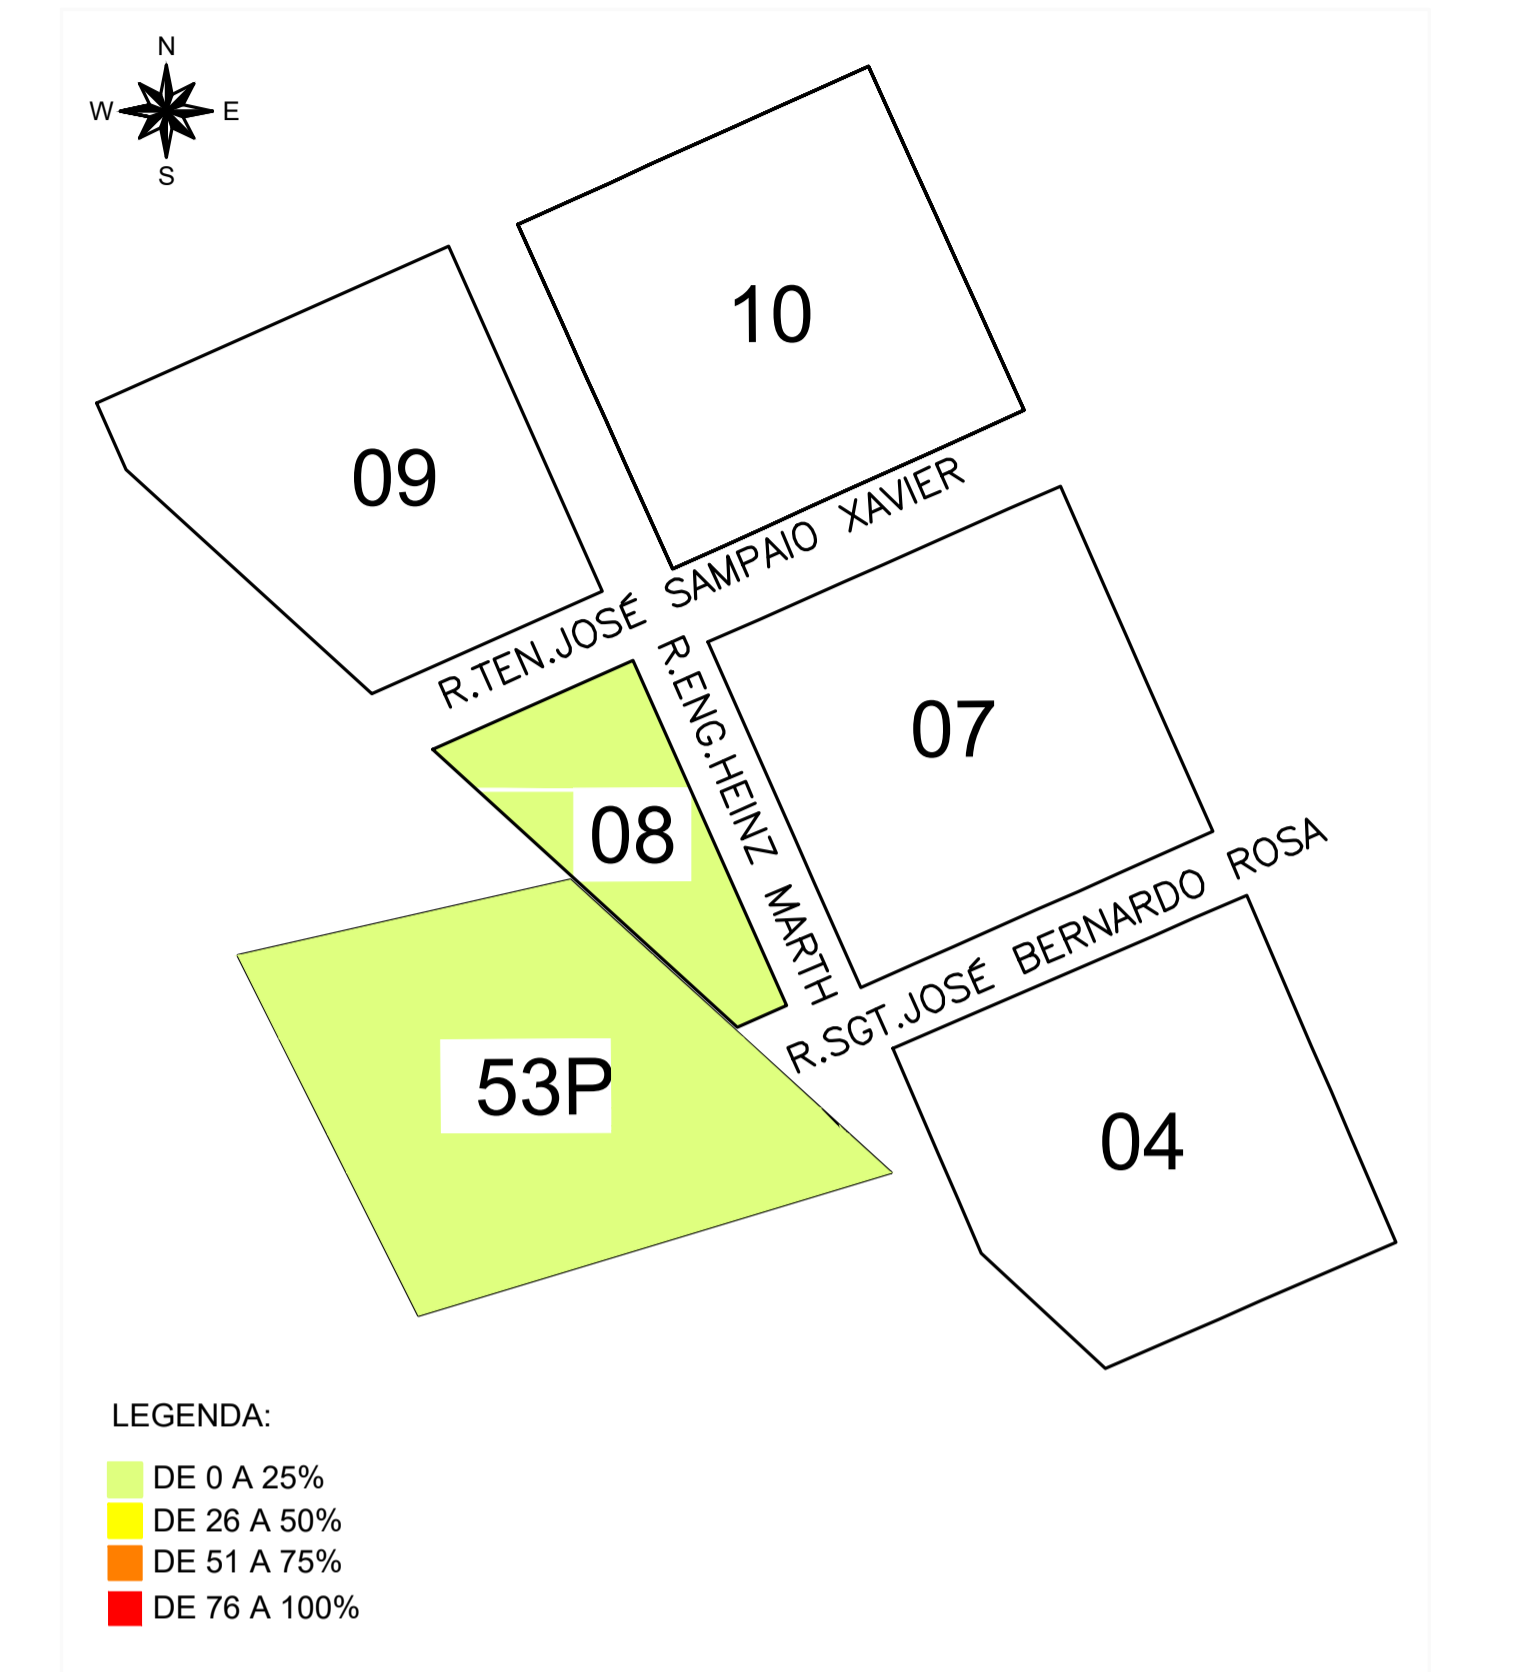 N
W E
S
10
09
R.TEN.JOSÉ SAMPAIO XAVIER
R.ENG.HEINZ MARTH
07
08
R.SGT.JOSÉ BERNARDO ROSA
53P
04
LEGENDA:
DE 0 A 25%
DE 26 A 50%
DE 51 A 75%
DE 76 A 100%